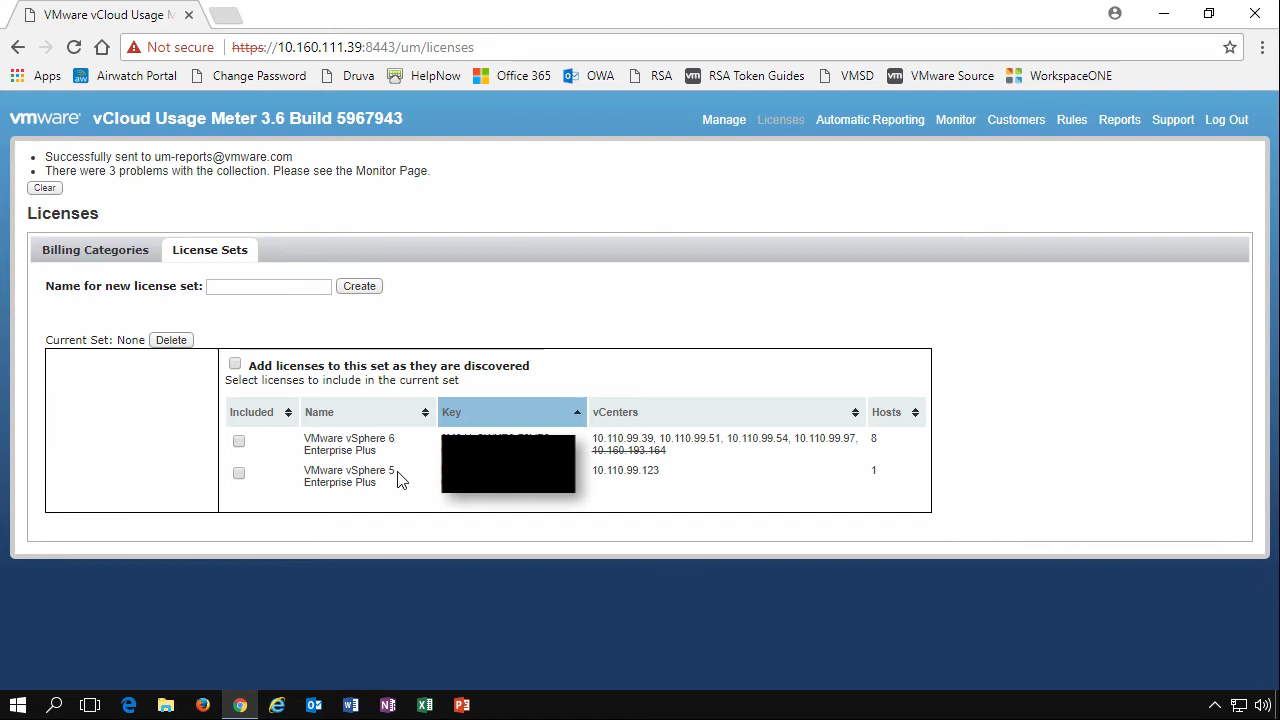 VMware vCloud Usage M
Not secure https://10.160.111.39:8443/um/licenses
Apps Airwatch Portal Change Password Druva HelpNow Office 365 OWA RSA RSA Token Guides VMSD VMware Source WorkspaceONE
vmware vCloud Usage Meter 3.6 Build 5967943
Manage Licenses Automatic Reporting Monitor Customers Rules Reports Support Log Out
Successfully sent to um-reports@vmware.com
There were 3 problems with the collection. Please see the Monitor Page.
Clear
Licenses
Billing Categories License Sets
Name for new license set: Create
Current Set: None Delete
Add licenses to this set as they are discovered
Select licenses to include in the current set
Included Name Key vCenters Hosts
VMware vSphere 6 10.110.99.39, 10.110.99.51, 10.110.99.54, 10.110.99.97, 8
Enterprise Plus 10.160.193.164
VMware vSphere 5 10.110.99.123 1
Enterprise Plus